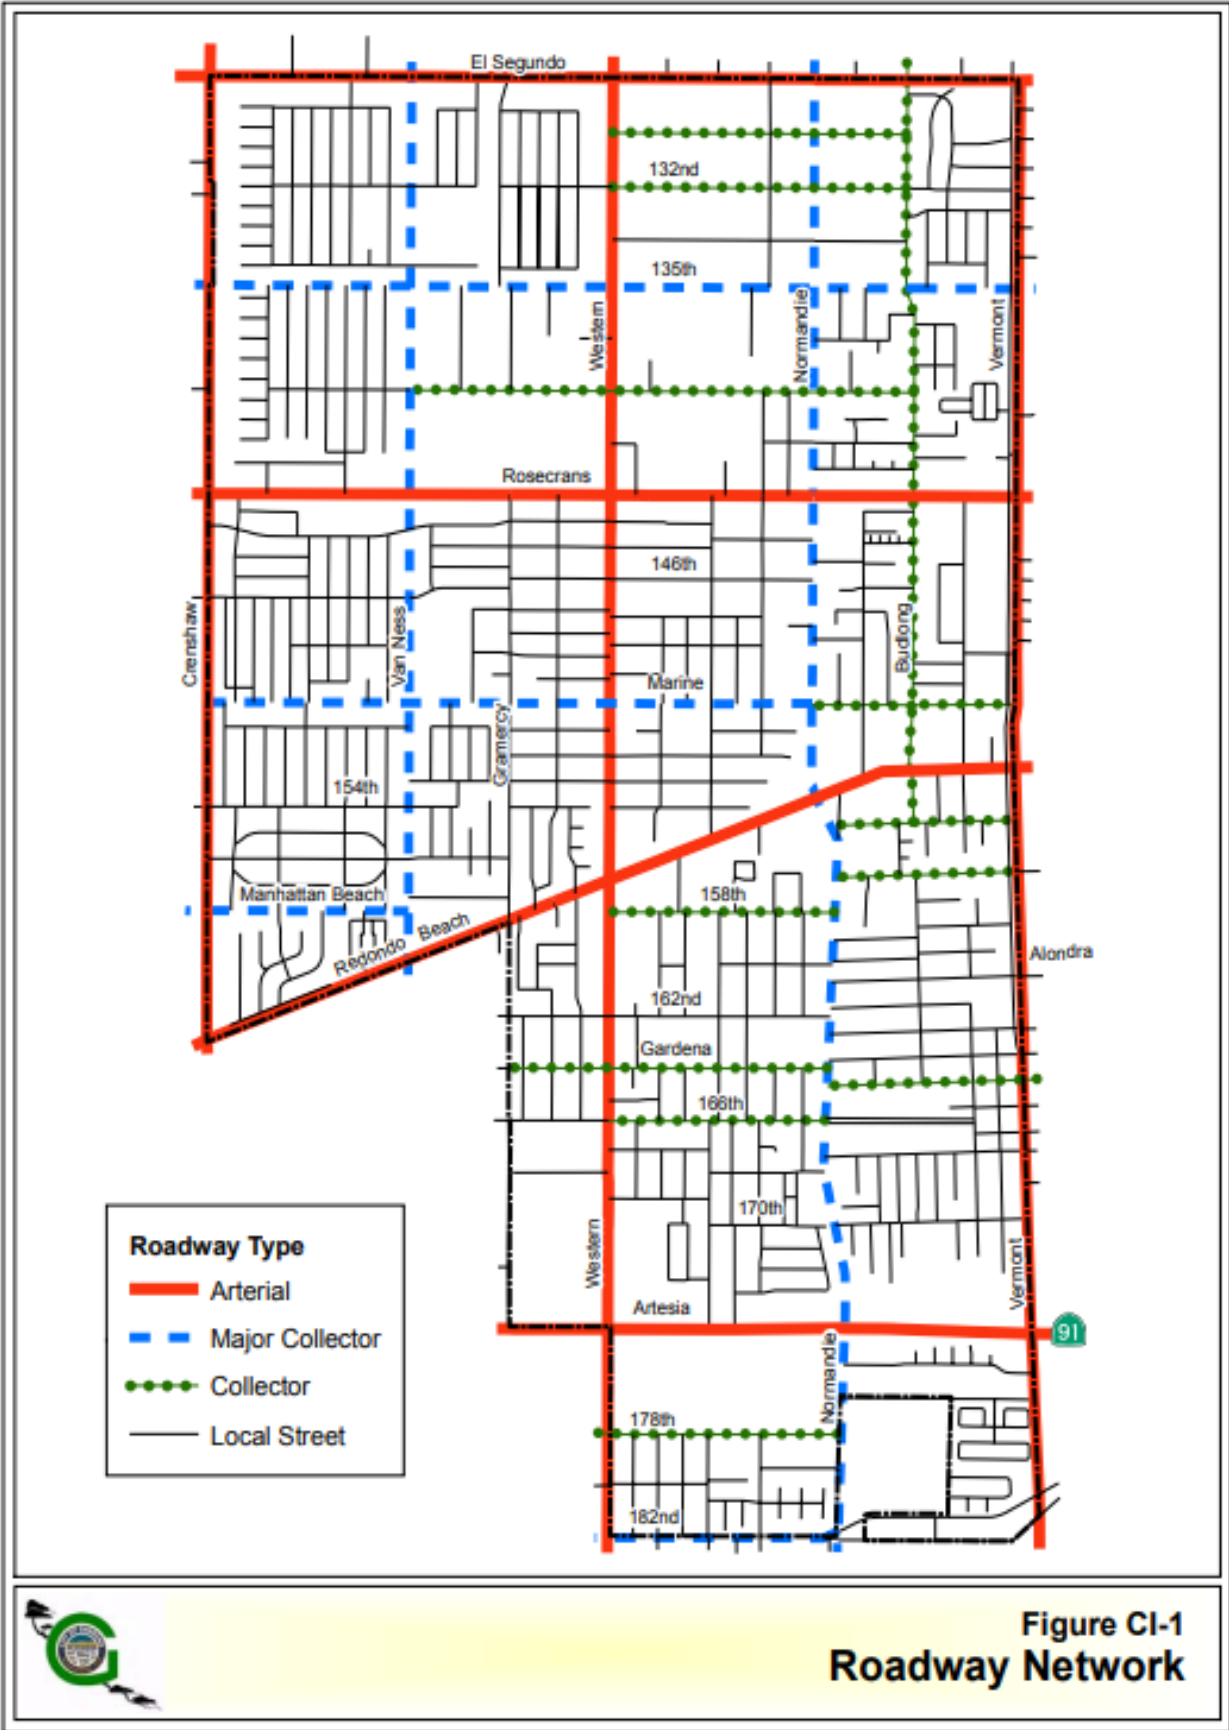 El Segundo
132nd
135th
Western
Normandie
Vermont
Rosecrans
146th
Crenshaw
Van Ness
Budlong
Marine
Gramercy
154th
Manhattan Beach
158th
Redondo Beach
Alondra
162nd
Gardena
166th
170th
Western
Vermont
Artesia
91
Normandie
178th
182nd
Roadway Type
Arterial
Major Collector
Collector
Local Street
Figure CI-1
Roadway Network
G